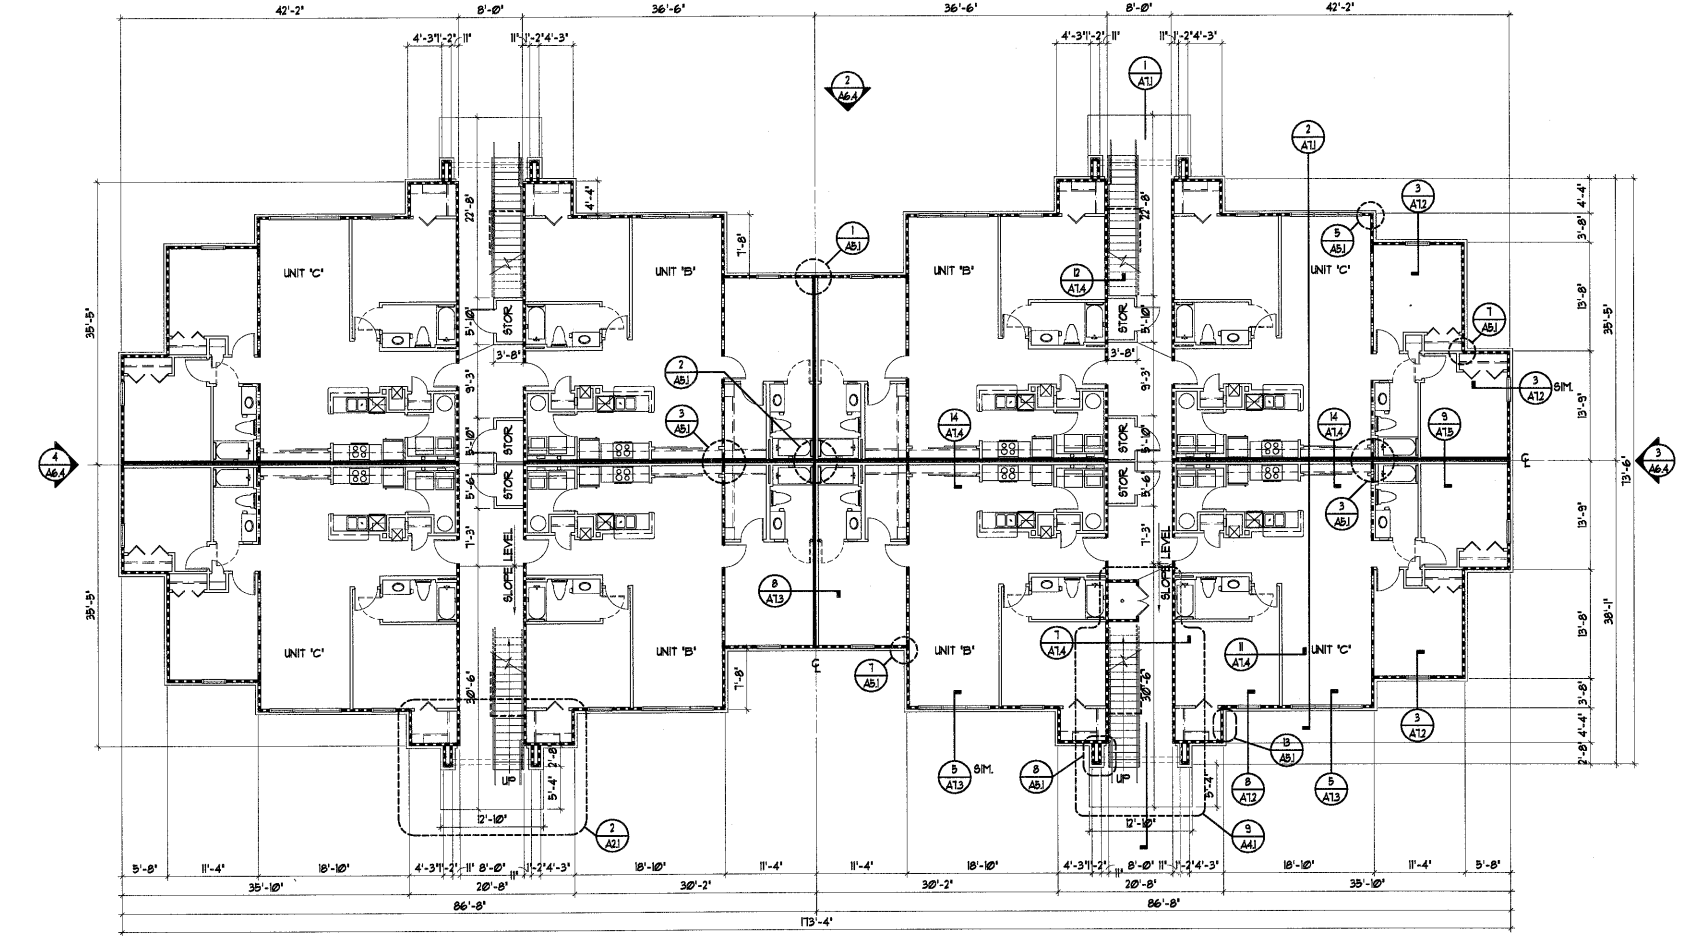 42'-2" 8'-0" 36'-6" 36'-6" 8'-0" 42'-2"
4'-3" 1'-2" 11" 11" 1'-2" 4'-3" 4'-3" 1'-2" 11" 11" 1'-2" 4'-3"
1
A7.1
2
A6.4
2
A7.1
3
A7.2
22'-8" 4'-4" 22'-8" 4'-4"
7'-8" 1
A5.1
5
A5.1
3'-8"
UNIT "C" UNIT "B" UNIT "B" UNIT "C"
12
A7.4
13'-8"
35'-5" 35'-5"
STOR 5'-10" STOR 5'-10"
7
A5.1
3'-8" 3'-8"
9'-3" 9'-3"
2
A5.1
3
A7.2
SIM.
13'-9"
3
A5.1
14
A7.4
14
A7.4
9
A7.5
5'-10" STOR STOR 5'-10"
4
A6.4
3
A6.4
℄
73'-6"
5'-6" STOR STOR 5'-6"
3
A5.1
13'-9"
7'-3" SLOPE LEVEL 7'-3" SLOPE LEVEL
35'-5" 38'-1"
8
A7.3
13'-8"
7
A7.4
11
A7.4
UNIT "C" UNIT "B" UNIT "B" UNIT "C"
℄
7
A5.1
30'-6" 7'-8" 30'-6"
3'-8"
3
A7.2
4'-4"
13
A5.1
2'-8" 2'-8"
UP UP
5
A7.3
SIM.
8
A5.1
8
A7.2
5
A7.3
5'-4" 5'-4"
12'-10" 12'-10"
2
A2.1
9
A4.1
5'-8" 11'-4" 18'-10" 4'-3" 1'-2" 11" 8'-0" 11" 1'-2" 4'-3" 18'-10" 11'-4" 11'-4" 18'-10" 4'-3" 1'-2" 11" 8'-0" 11" 1'-2" 4'-3" 18'-10" 11'-4" 5'-8"
35'-10" 20'-8" 30'-2" 30'-2" 20'-8" 35'-10"
86'-8" 86'-8"
173'-4"